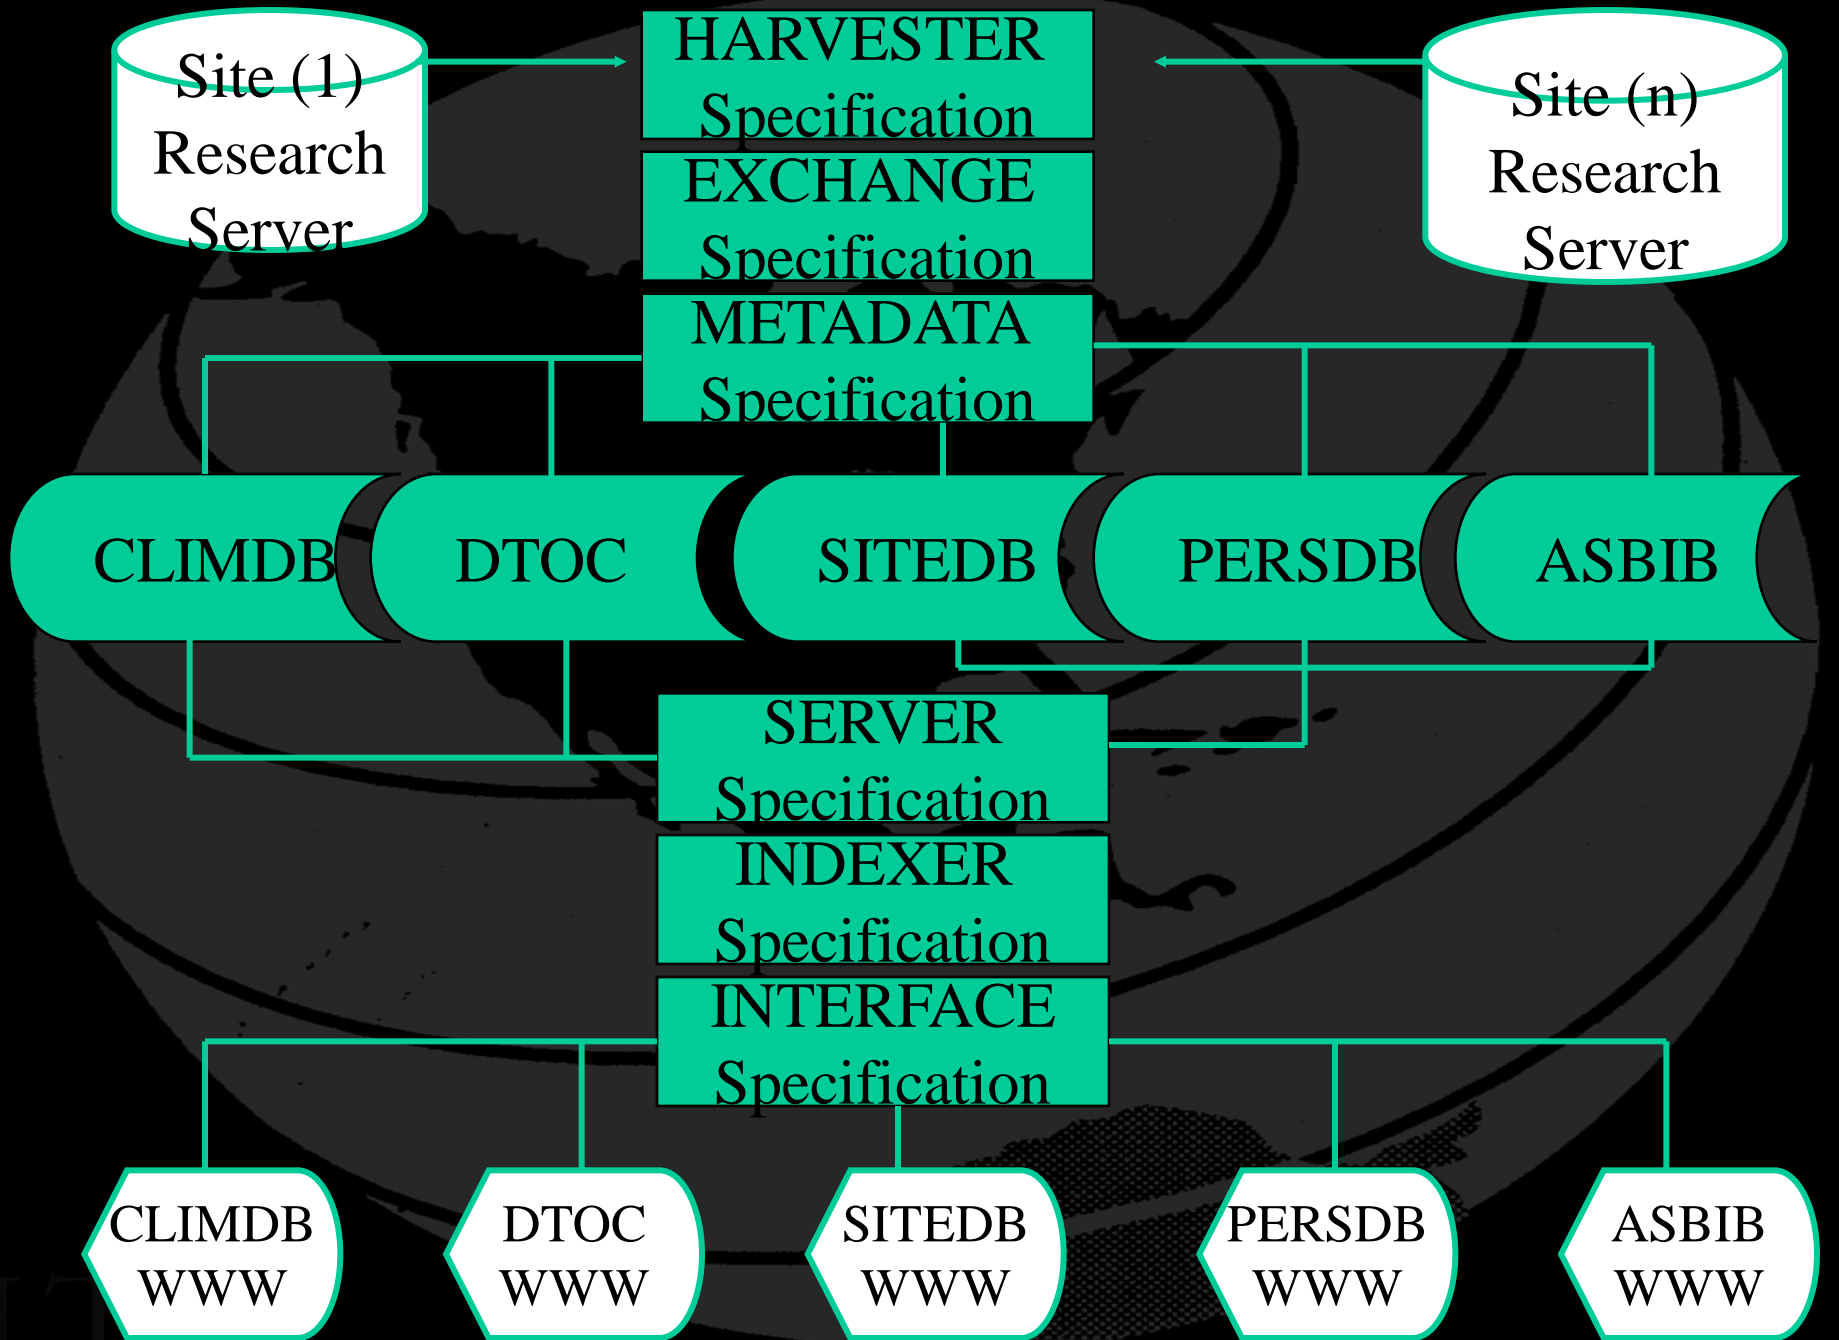 Site (1)
Research
Server
HARVESTER
Specification
Site (n)
Research
Server
EXCHANGE
Specification
METADATA
Specification
CLIMDB
DTOC
SITEDB
PERSDB
ASBIB
SERVER
Specification
INDEXER
Specification
INTERFACE
Specification
CLIMDB
WWW
DTOC
WWW
SITEDB
WWW
PERSDB
WWW
ASBIB
WWW